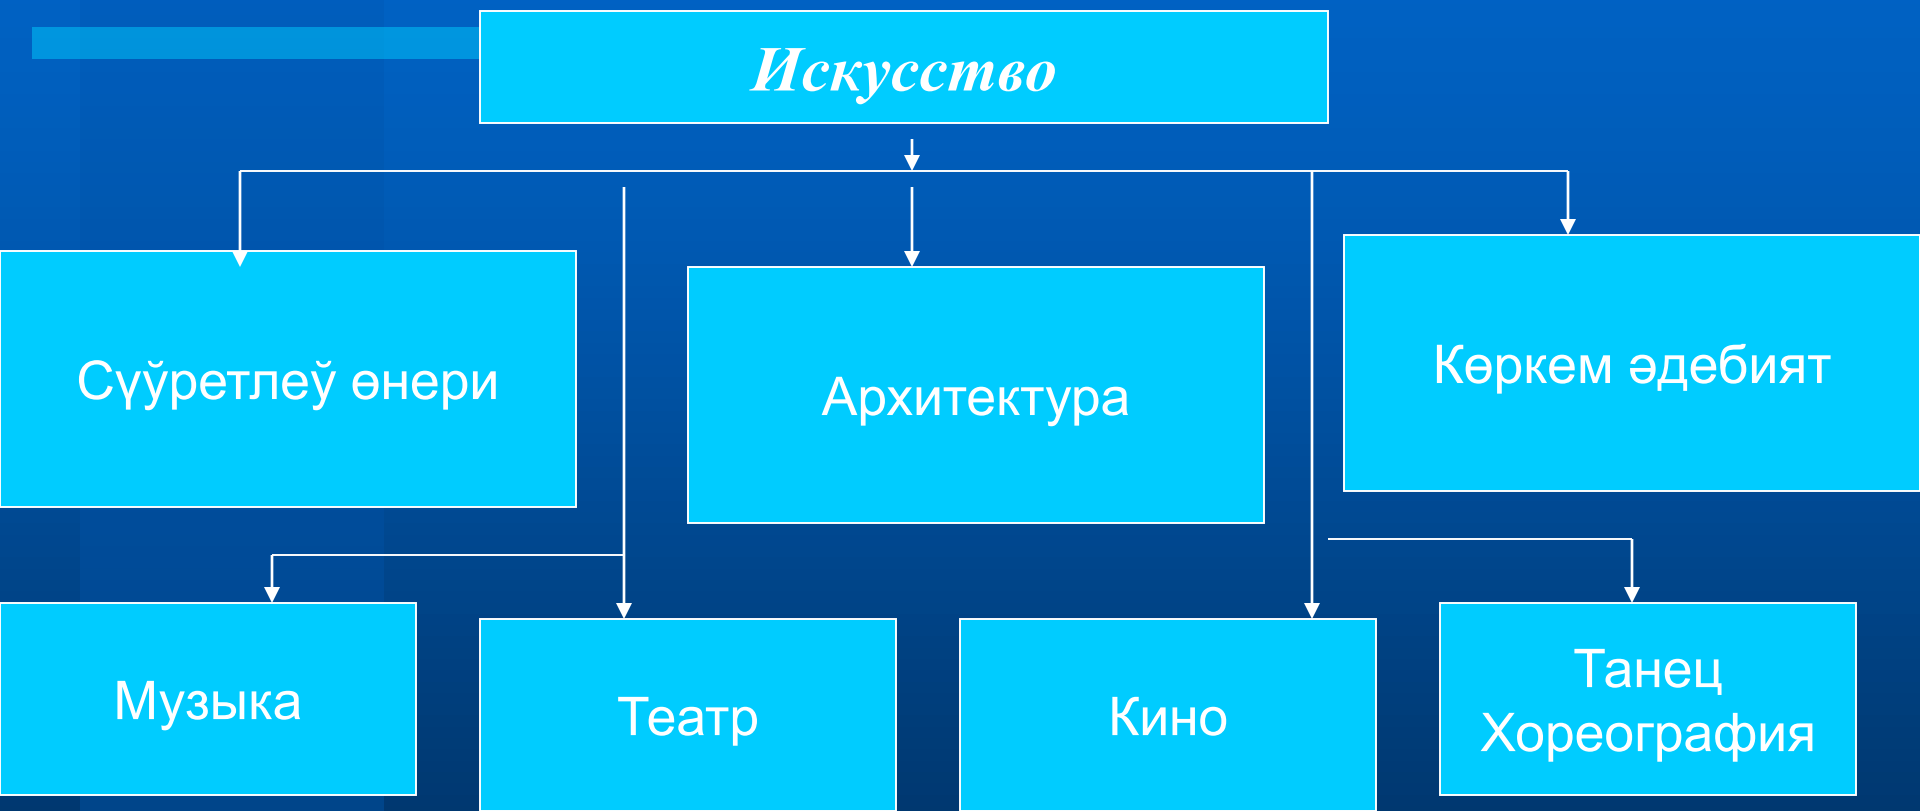 Искусство
Сүўретлеў өнери
Архитектура
Көркем әдебият
Музыка
Театр
Кино
Танец
Хореография